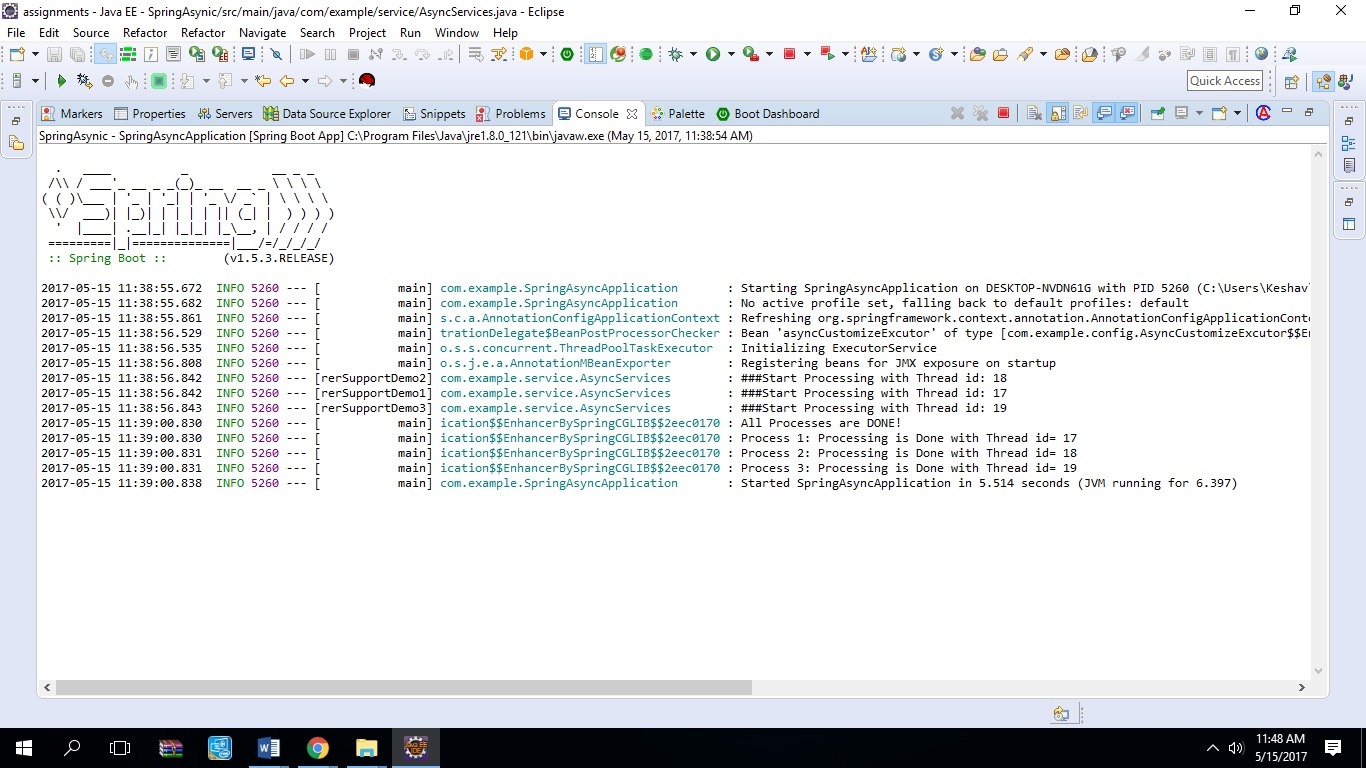 assignments - Java EE - SpringAsynic/src/main/java/com/example/service/AsyncServices.java - Eclipse
File Edit Source Refactor Refactor Navigate Search Project Run Window Help
Quick Access
Markers Properties Servers Data Source Explorer Snippets Problems Console Palette Boot Dashboard
SpringAsynic - SpringAsyncApplication [Spring Boot App] C:\Program Files\Java\jre1.8.0_121\bin\javaw.exe (May 15, 2017, 11:38:54 AM)
Spring
:: Spring Boot :: (v1.5.3.RELEASE)
2017-05-15 11:38:55.672 INFO 5260 --- [ main] com.example.SpringAsyncApplication : Starting SpringAsyncApplication on DESKTOP-NVDN61G with PID 5260 (C:\Users\Keshav\
2017-05-15 11:38:55.682 INFO 5260 --- [ main] com.example.SpringAsyncApplication : No active profile set, falling back to default profiles: default
2017-05-15 11:38:55.861 INFO 5260 --- [ main] s.c.a.AnnotationConfigApplicationContext : Refreshing org.springframework.context.annotation.AnnotationConfigApplicationConte
2017-05-15 11:38:56.529 INFO 5260 --- [ main] trationDelegate$BeanPostProcessorChecker : Bean 'asyncCustomizeExcutor' of type [com.example.config.AsyncCustomizeExcutor$$En
2017-05-15 11:38:56.535 INFO 5260 --- [ main] o.s.s.concurrent.ThreadPoolTaskExecutor : Initializing ExecutorService
2017-05-15 11:38:56.808 INFO 5260 --- [ main] o.s.j.e.a.AnnotationMBeanExporter : Registering beans for JMX exposure on startup
2017-05-15 11:38:56.842 INFO 5260 --- [rerSupportDemo2] com.example.service.AsyncServices : ###Start Processing with Thread id: 18
2017-05-15 11:38:56.842 INFO 5260 --- [rerSupportDemo1] com.example.service.AsyncServices : ###Start Processing with Thread id: 17
2017-05-15 11:38:56.843 INFO 5260 --- [rerSupportDemo3] com.example.service.AsyncServices : ###Start Processing with Thread id: 19
2017-05-15 11:39:00.830 INFO 5260 --- [ main] ication$$EnhancerBySpringCGLIB$$2eec0170 : All Processes are DONE!
2017-05-15 11:39:00.830 INFO 5260 --- [ main] ication$$EnhancerBySpringCGLIB$$2eec0170 : Process 1: Processing is Done with Thread id= 17
2017-05-15 11:39:00.831 INFO 5260 --- [ main] ication$$EnhancerBySpringCGLIB$$2eec0170 : Process 2: Processing is Done with Thread id= 18
2017-05-15 11:39:00.831 INFO 5260 --- [ main] ication$$EnhancerBySpringCGLIB$$2eec0170 : Process 3: Processing is Done with Thread id= 19
2017-05-15 11:39:00.838 INFO 5260 --- [ main] com.example.SpringAsyncApplication : Started SpringAsyncApplication in 5.514 seconds (JVM running for 6.397)
11:48 AM
5/15/2017